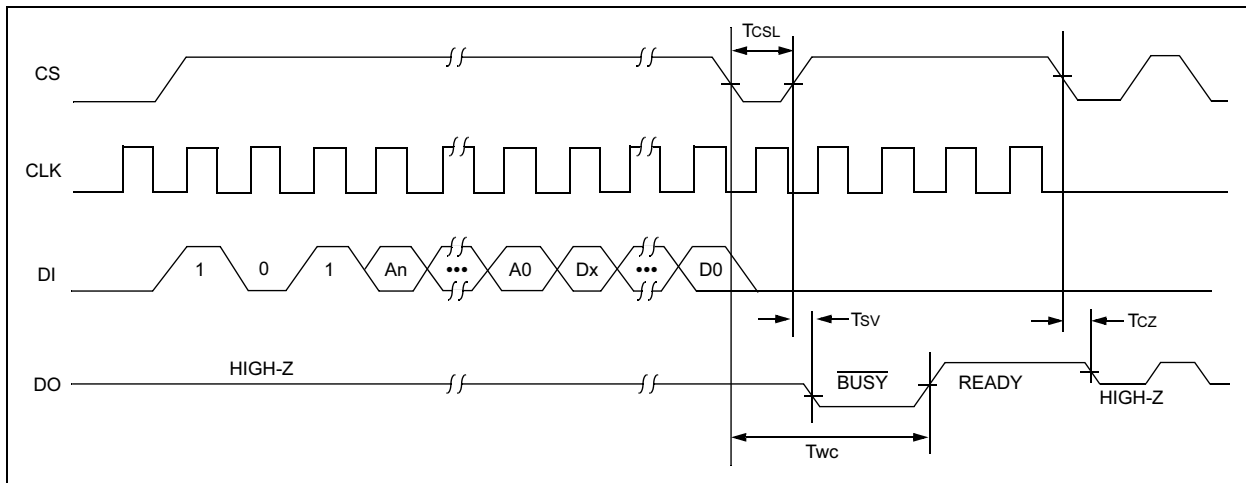 TCSL
CS
CLK
DI
1 0 1 An ••• A0 Dx ••• D0
TSV
TCZ
DO
HIGH-Z
BUSY
READY
HIGH-Z
TWC